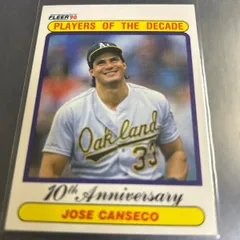 FLEER '90
PLAYERS OF THE DECADE
A's
Oakland
33
10th Anniversary
JOSE CANSECO